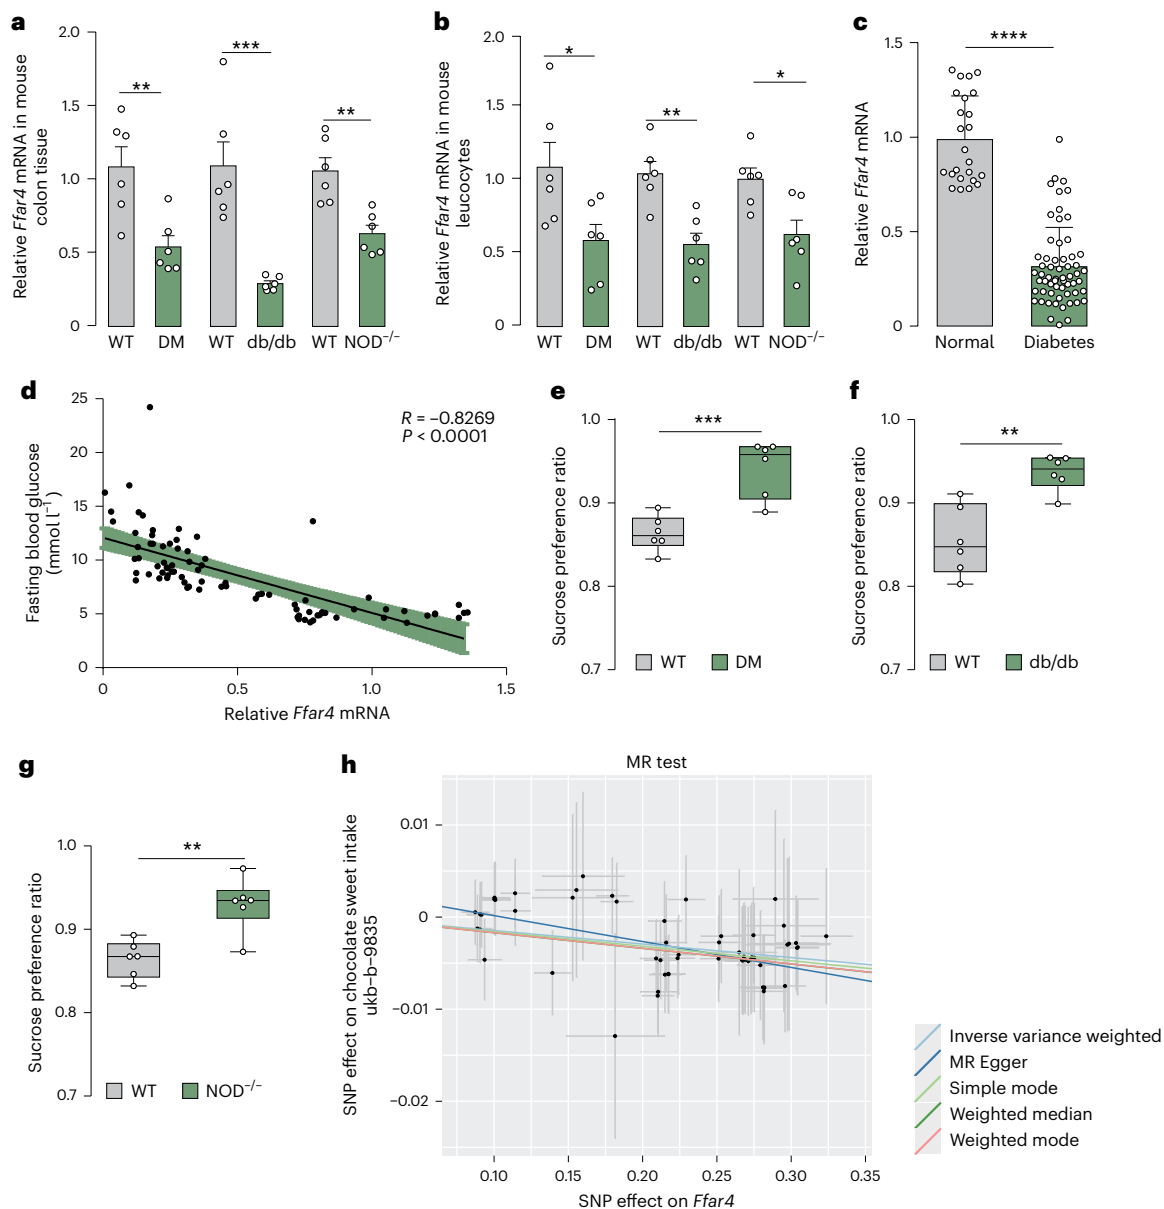 a
Relative Ffar4 mRNA in mouse
colon tissue
2.0
1.5
1.0
0.5
0
**
***
**
WT
DM
WT
db/db
WT
NOD−/−
b
Relative Ffar4 mRNA in mouse
leucocytes
2.0
1.5
1.0
0.5
0
*
**
*
WT
DM
WT
db/db
WT
NOD−/−
c
Relative Ffar4 mRNA
1.5
1.0
0.5
0
****
Normal
Diabetes
d
Fasting blood glucose
(mmol l−1)
25
20
15
10
5
0
R = −0.8269
P < 0.0001
0
0.5
1.0
1.5
Relative Ffar4 mRNA
e
Sucrose preference ratio
1.0
0.9
0.8
0.7
***
WT
DM
f
Sucrose preference ratio
1.0
0.9
0.8
0.7
**
WT
db/db
g
Sucrose preference ratio
1.0
0.9
0.8
0.7
**
WT
NOD−/−
h
MR test
SNP effect on chocolate sweet intake
ukb−b−9835
0.01
0
−0.01
−0.02
0.10
0.15
0.20
0.25
0.30
0.35
SNP effect on Ffar4
Inverse variance weighted
MR Egger
Simple mode
Weighted median
Weighted mode